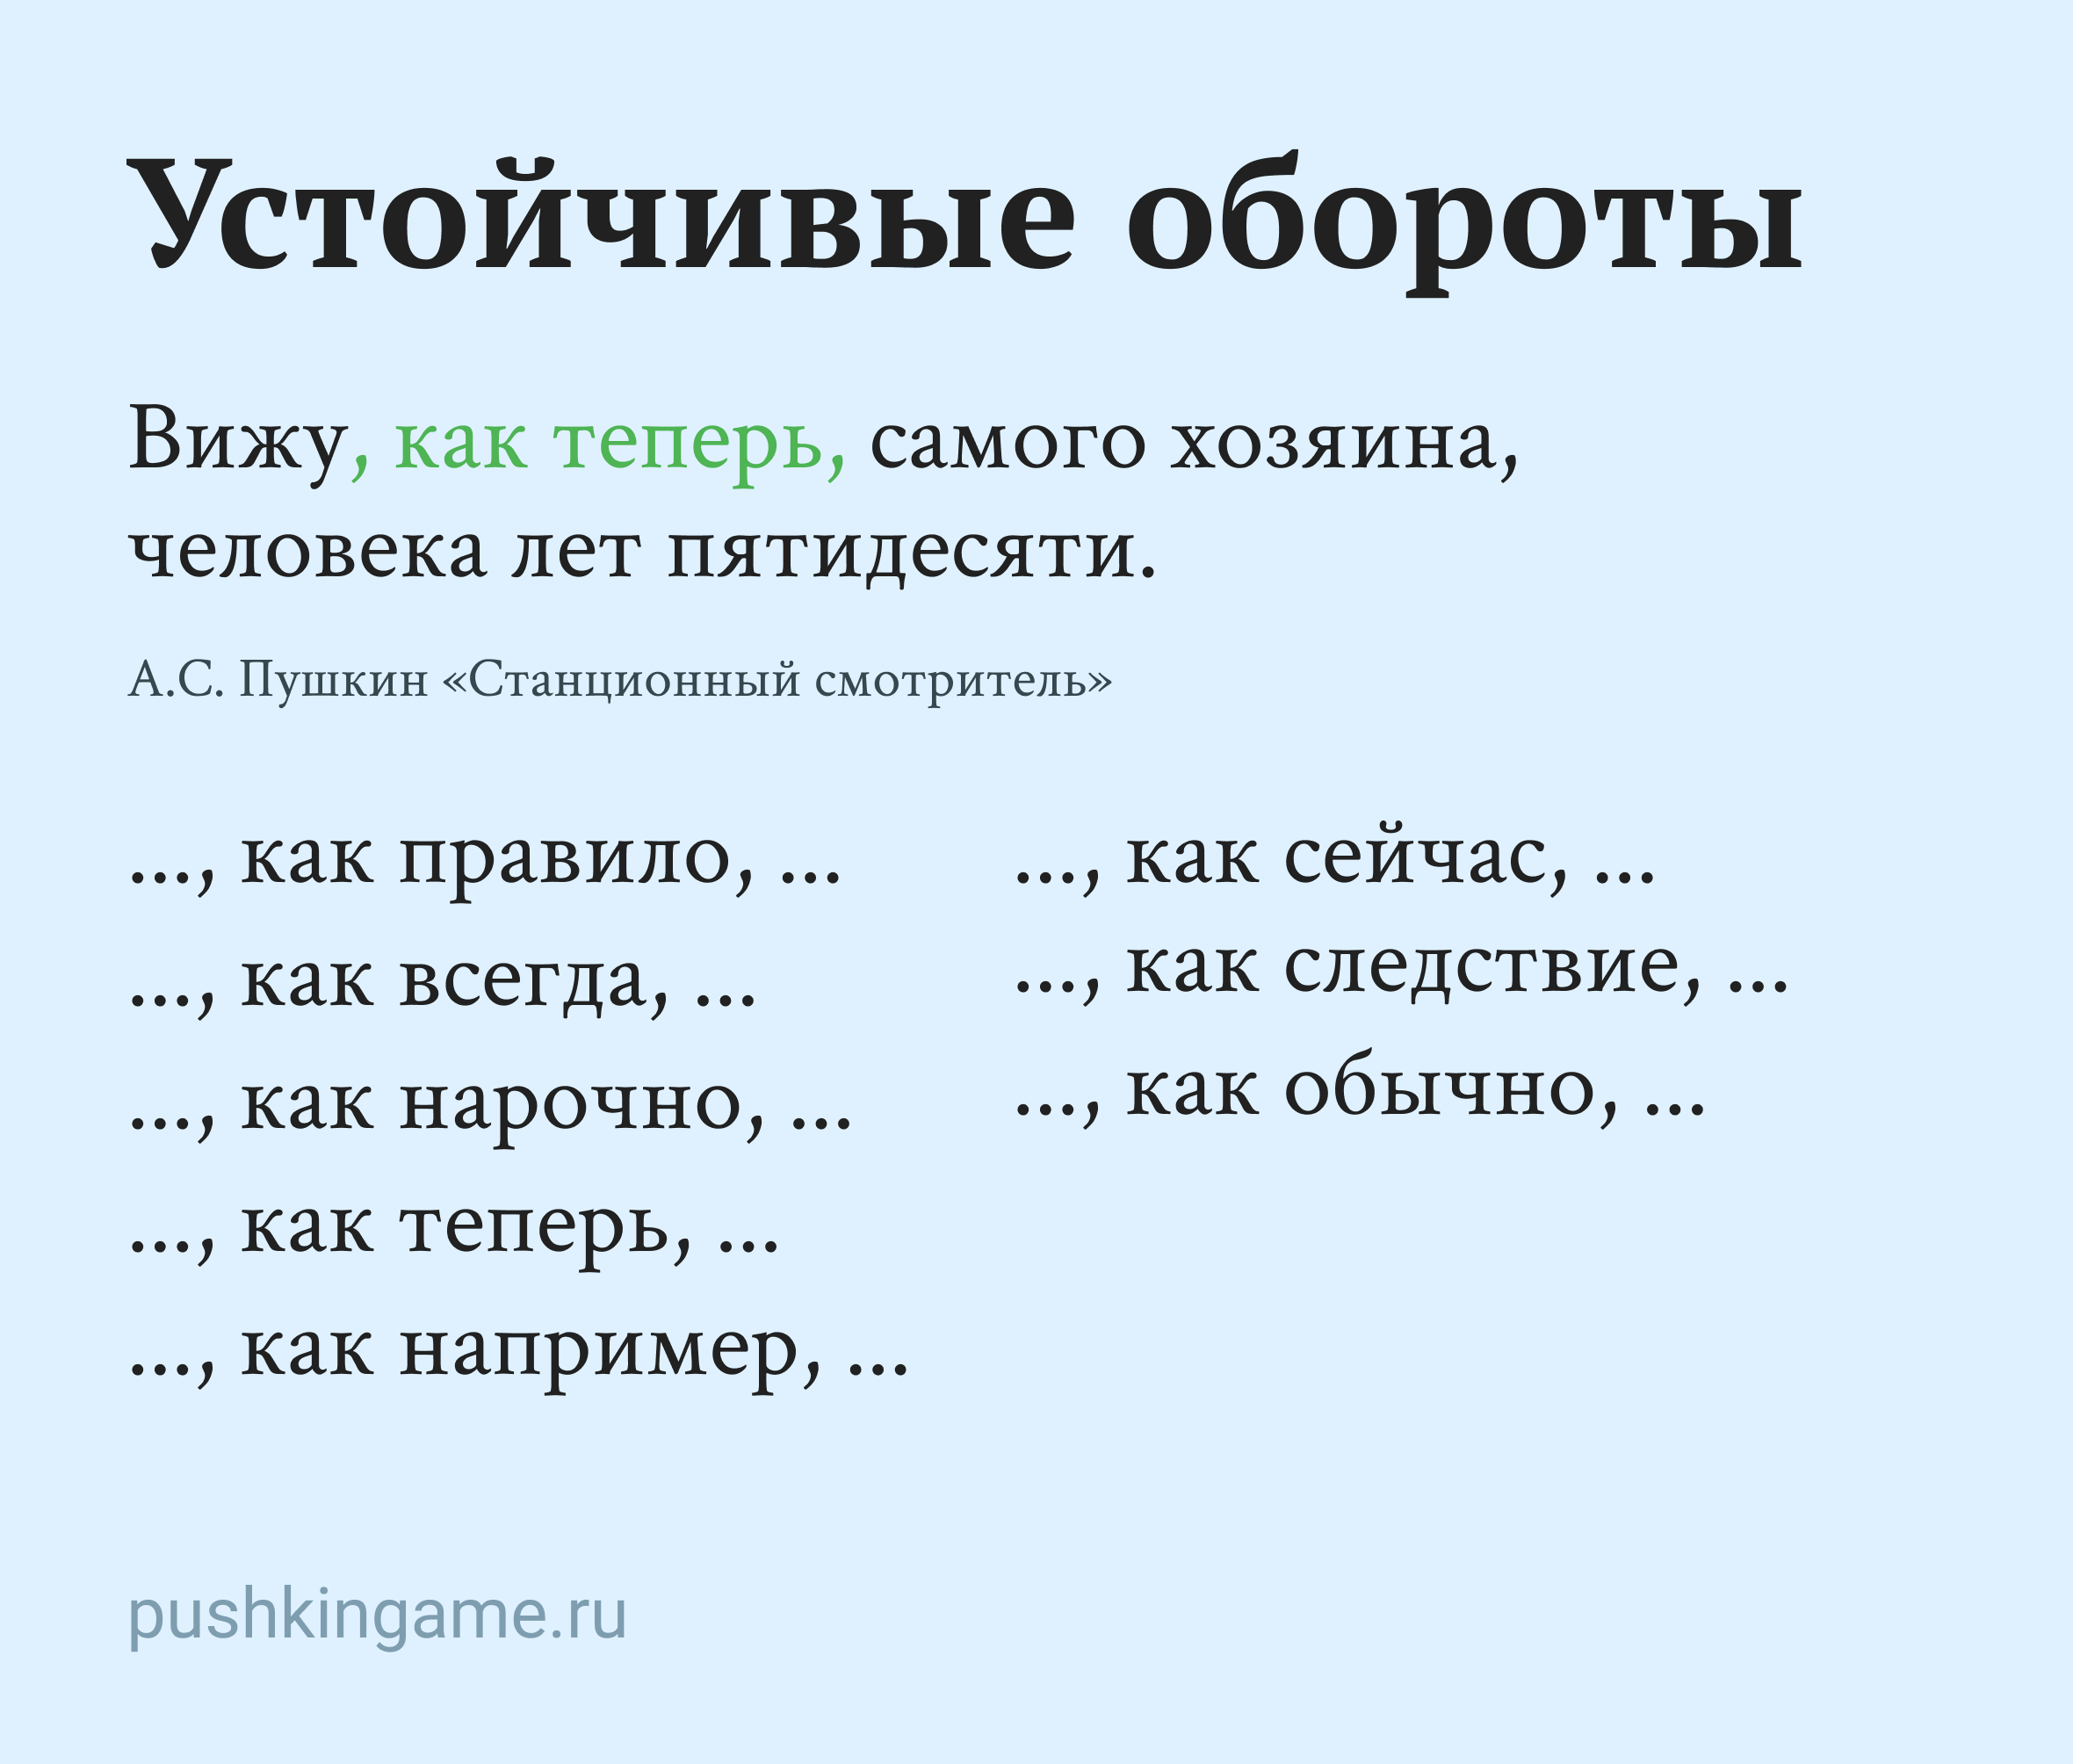 Устойчивые обороты
Вижу, как теперь, самого хозяина,
человека лет пятидесяти.
А.С. Пушкин «Станционный смотритель»
..., как правило, ...
..., как всегда, ...
..., как нарочно, ...
..., как теперь, ...
..., как например, ...
..., как сейчас, ...
..., как следствие, ...
..., как обычно, ...
pushkingame.ru